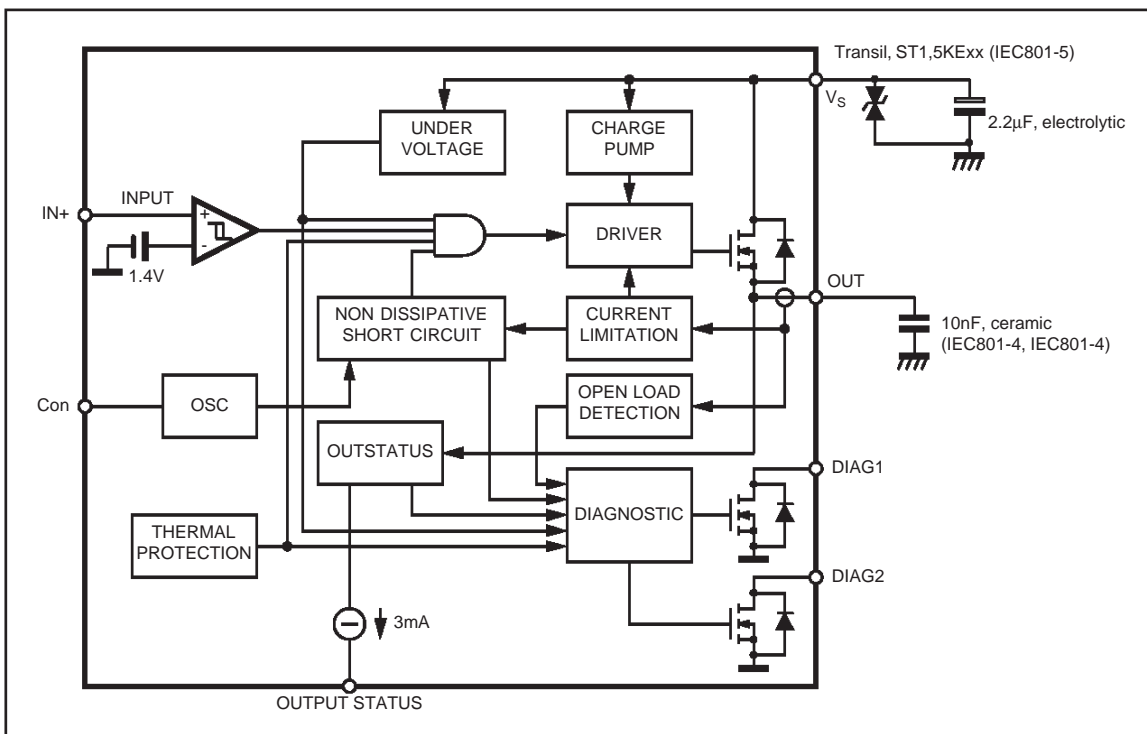 Transil, ST1,5KExx (IEC801-5)
VS
2.2μF, electrolytic
UNDER
VOLTAGE
CHARGE
PUMP
INPUT
IN+
+
-
1.4V
DRIVER
OUT
NON DISSIPATIVE
SHORT CIRCUIT
CURRENT
LIMITATION
10nF, ceramic
(IEC801-4, IEC801-4)
Con
OSC
OPEN LOAD
DETECTION
OUTSTATUS
DIAG1
DIAGNOSTIC
THERMAL
PROTECTION
DIAG2
3mA
OUTPUT STATUS